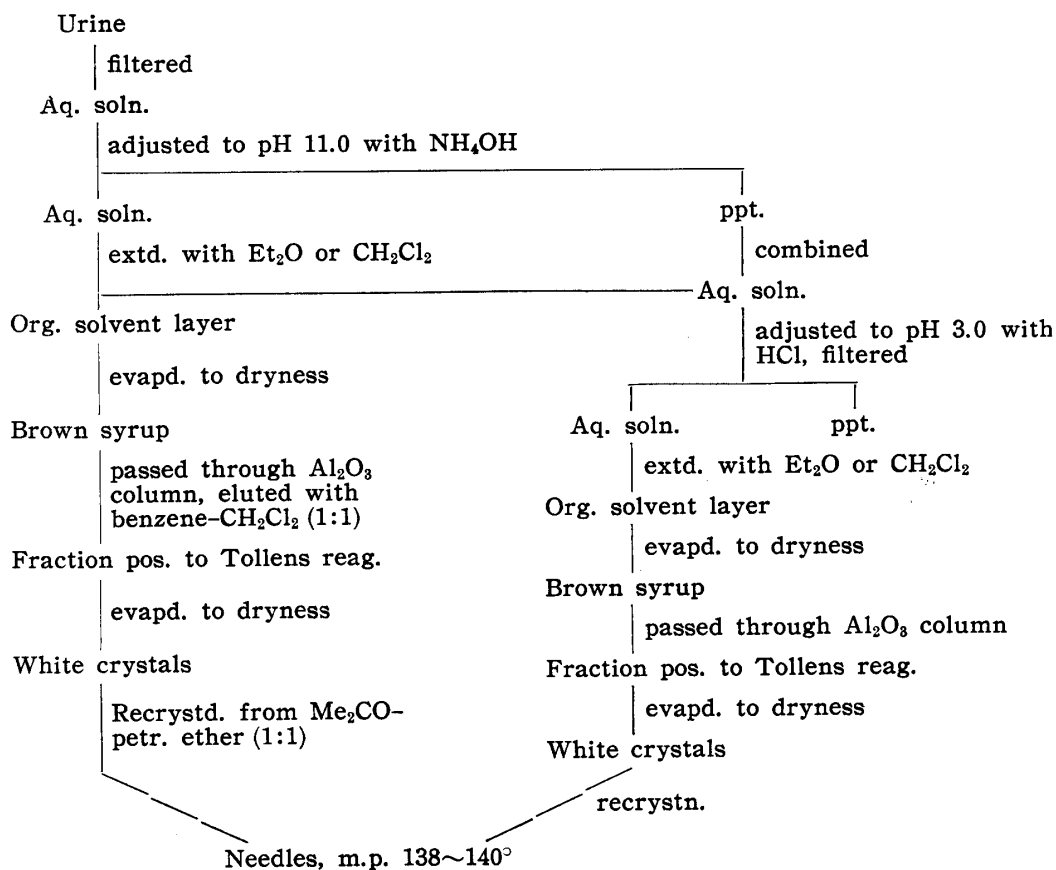 Urine
filtered
Aq. soln.
adjusted to pH 11.0 with NH₄OH
Aq. soln.
ppt.
extd. with Et₂O or CH₂Cl₂
combined
Aq. soln.
Org. solvent layer
adjusted to pH 3.0 with
HCl, filtered
evapd. to dryness
Brown syrup
Aq. soln.
ppt.
passed through Al₂O₃
column, eluted with
benzene–CH₂Cl₂ (1:1)
extd. with Et₂O or CH₂Cl₂
Org. solvent layer
Fraction pos. to Tollens reag.
evapd. to dryness
evapd. to dryness
Brown syrup
passed through Al₂O₃ column
White crystals
Fraction pos. to Tollens reag.
Recrystd. from Me₂CO–
petr. ether (1:1)
evapd. to dryness
White crystals
recrystn.
Needles, m.p. 138~140°